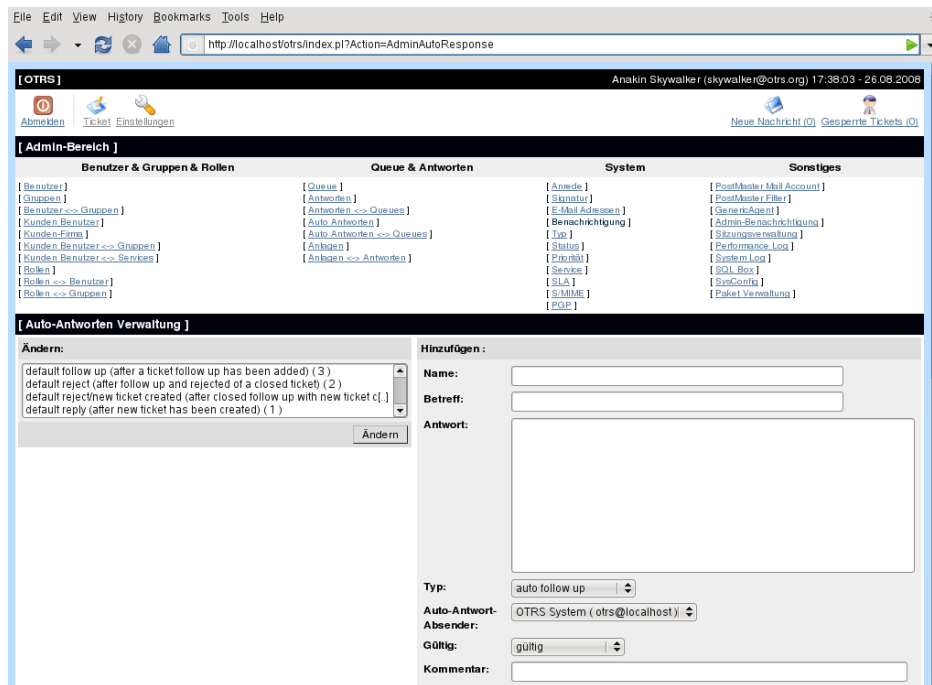 File Edit View History Bookmarks Tools Help
http://localhost/otrs/index.pl?Action=AdminAutoResponse
[ OTRS ] Anakin Skywalker (skywalker@otrs.org) 17:38:03 - 26.08.2008
Abmelden Ticket Einstellungen Neue Nachricht (0) Gesperrte Tickets (0)
[ Admin-Bereich ]
Benutzer & Gruppen & Rollen Queue & Antworten System Sonstiges
[ Benutzer ] [ Queue ] [ Anrede ] [ PostMaster Mail Account ]
[ Gruppen ] [ Antworten ] [ Signatur ] [ PostMaster Filter ]
[ Benutzer <-> Gruppen ] [ Antworten <-> Queues ] [ E-Mail Adressen ] [ GenericAgent ]
[ Kunden Benutzer ] [ Auto Antworten ] [ Benachrichtigung ] [ Admin-Benachrichtigung ]
[ Kunden-Firma ] [ Auto Antworten <-> Queues ] [ Typ ] [ Sitzungsverwaltung ]
[ Kunden Benutzer <-> Gruppen ] [ Anlagen ] [ Status ] [ Performance Log ]
[ Kunden Benutzer <-> Services ] [ Anlagen <-> Antworten ] [ Priorität ] [ System Log ]
[ Rollen ] [ Service ] [ SQL Box ]
[ Rollen <-> Benutzer ] [ SLA ] [ SysConfig ]
[ Rollen <-> Gruppen ] [ S/MIME ] [ Paket Verwaltung ]
[ PGP ]
[ Auto-Antworten Verwaltung ]
Ändern:
default follow up (after a ticket follow up has been added) ( 3 )
default reject (after follow up and rejected of a closed ticket) ( 2 )
default reject/new ticket created (after closed follow up with new ticket c[..]
default reply (after new ticket has been created) ( 1 )
Ändern
Hinzufügen :
Name:
Betreff:
Antwort:
Typ: auto follow up
Auto-Antwort-
Absender: OTRS System ( otrs@localhost )
Gültig: gültig
Kommentar: